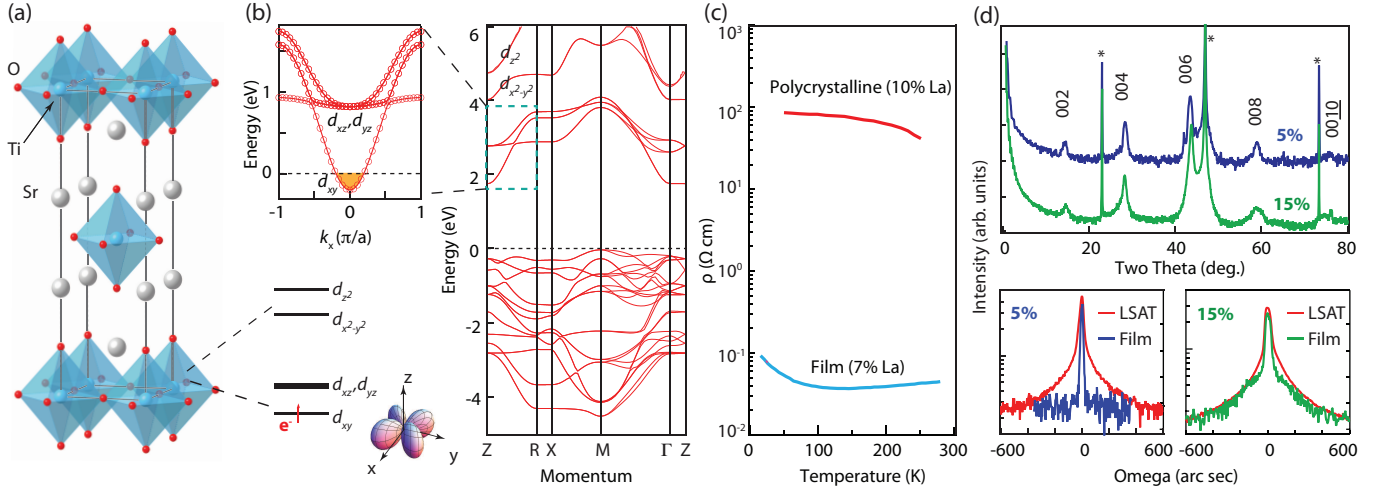 (a)
O
Ti
Sr
(b)
Energy (eV)
1
0
d_xz, d_yz
d_xy
-1
0
1
k_x (π/a)
d_z²
d_x²-y²
d_xz, d_yz
e⁻
d_xy
z
x
y
Energy (eV)
6
4
2
0
-2
-4
d_z²
d_x²-y²
Z
R
X
M
Γ
Z
Momentum
(c)
ρ (Ω cm)
10³
10²
10¹
10⁰
10⁻¹
10⁻²
Polycrystalline (10% La)
Film (7% La)
0
100
200
300
Temperature (K)
(d)
Intensity (arb. units)
002
004
*
006
*
008
*
0010
5%
15%
0
20
40
60
80
Two Theta (deg.)
5%
LSAT
Film
-600
0
600
15%
LSAT
Film
-600
0
600
Omega (arc sec)